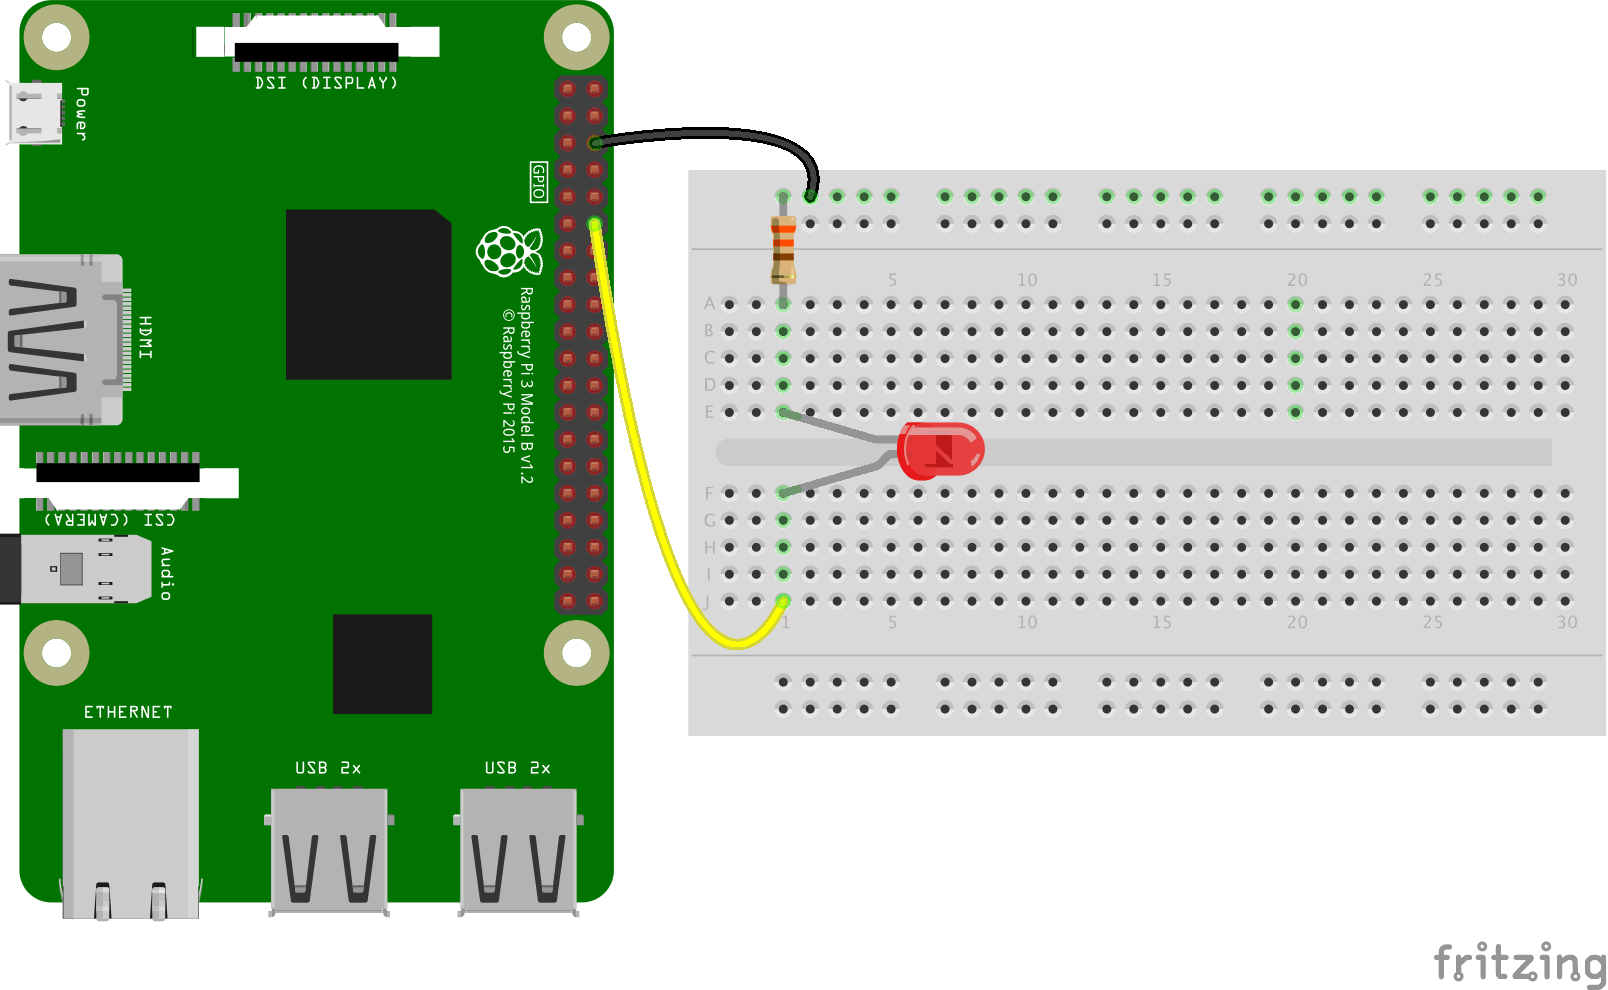 DSI (DISPLAY)
Power
GPIO
HDMI
Raspberry Pi 3 Model B v1.2
© Raspberry Pi 2015
CSI (CAMERA)
Audio
ETHERNET
USB 2x
USB 2x
5 10 15 20 25 30
A
B
C
D
E
F
G
H
I
J
1 5 10 15 20 25 30
fritzing